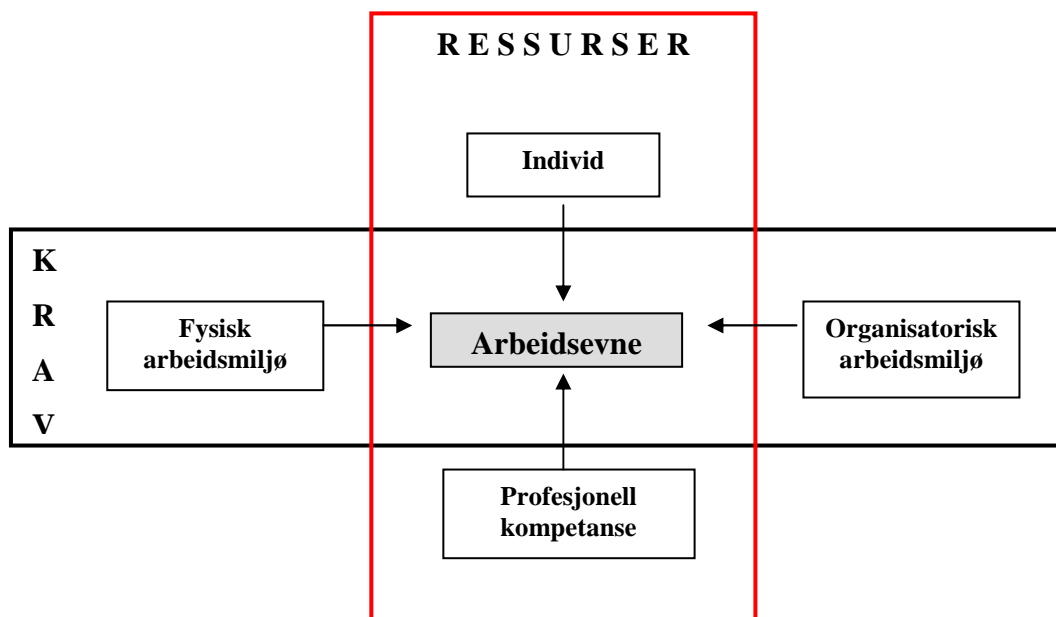 R E S S U R S E R
Individ
K
R
A
V
Fysisk
arbeidsmiljø
Arbeidsevne
Organisatorisk
arbeidsmiljø
Profesjonell
kompetanse